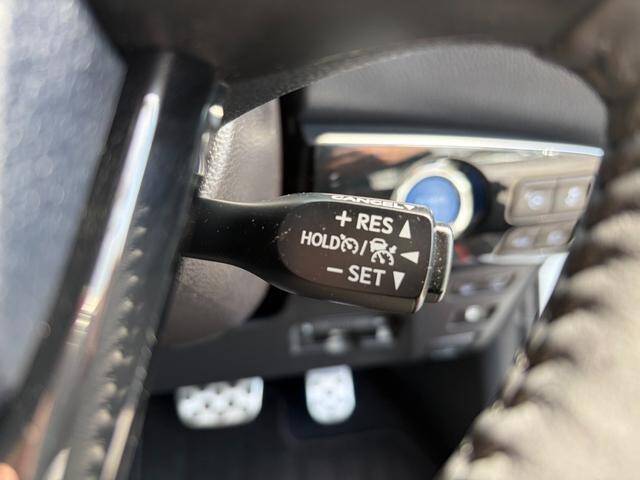 CANCEL
+ RES ▲
HOLD /
− SET ▼